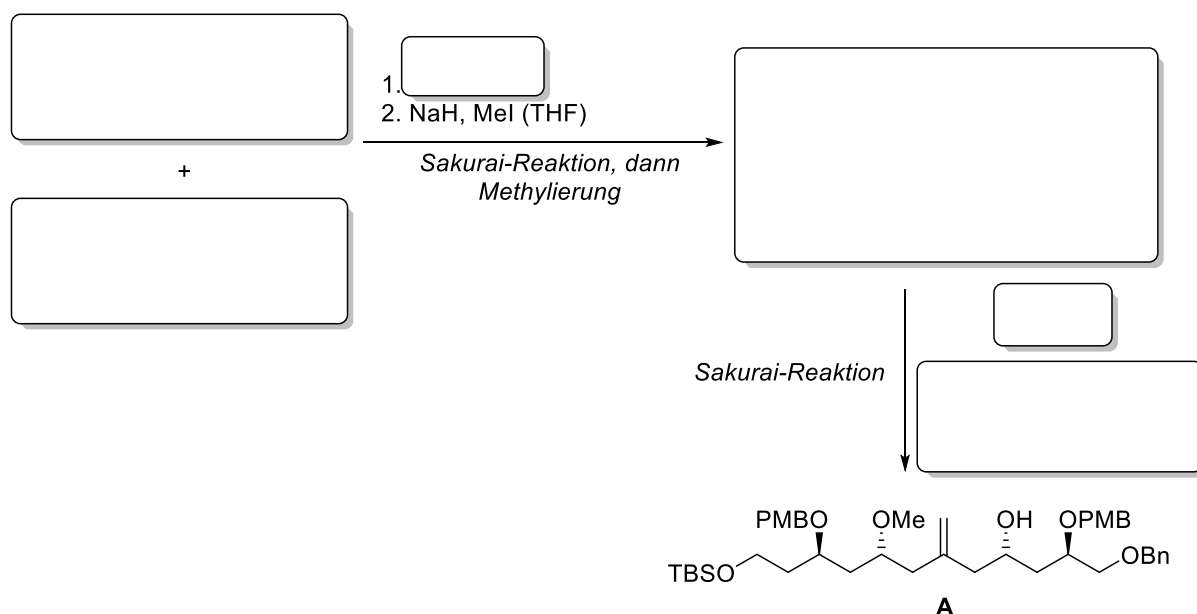 1.
2. NaH, MeI (THF)
Sakurai-Reaktion, dann
Methylierung
+
Sakurai-Reaktion
PMBO OMe OH OPMB
TBSO OBn
A